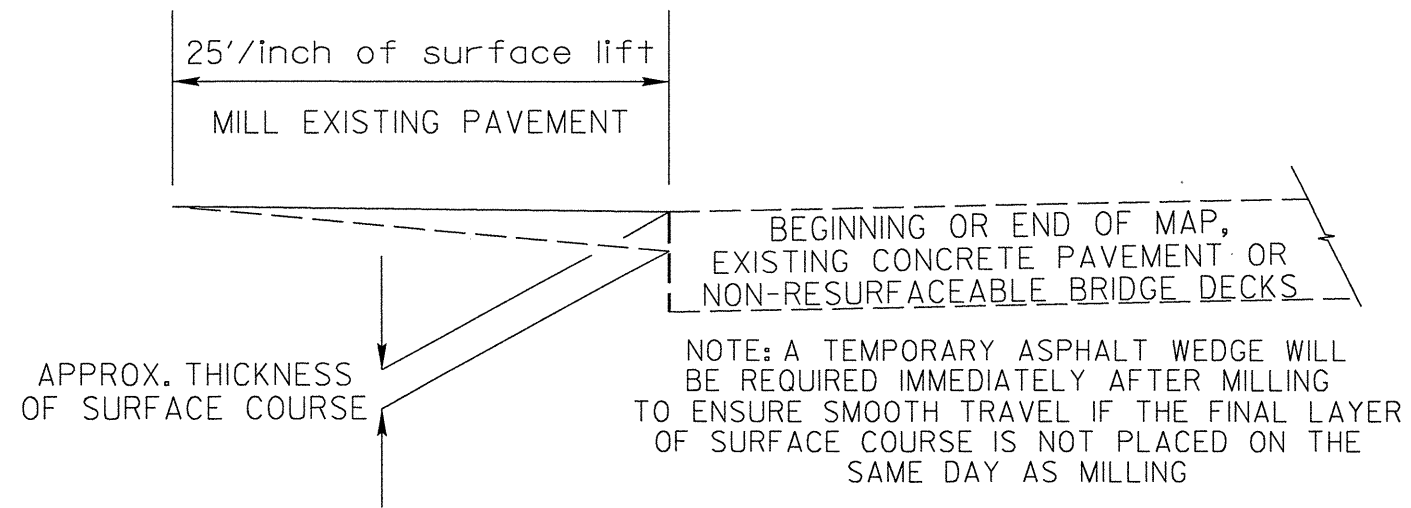 25'/inch of surface lift
MILL EXISTING PAVEMENT
BEGINNING OR END OF MAP,
EXISTING CONCRETE PAVEMENT OR
NON-RESURFACEABLE BRIDGE DECKS
APPROX. THICKNESS
OF SURFACE COURSE
NOTE: A TEMPORARY ASPHALT WEDGE WILL
BE REQUIRED IMMEDIATELY AFTER MILLING
TO ENSURE SMOOTH TRAVEL IF THE FINAL LAYER
OF SURFACE COURSE IS NOT PLACED ON THE
SAME DAY AS MILLING